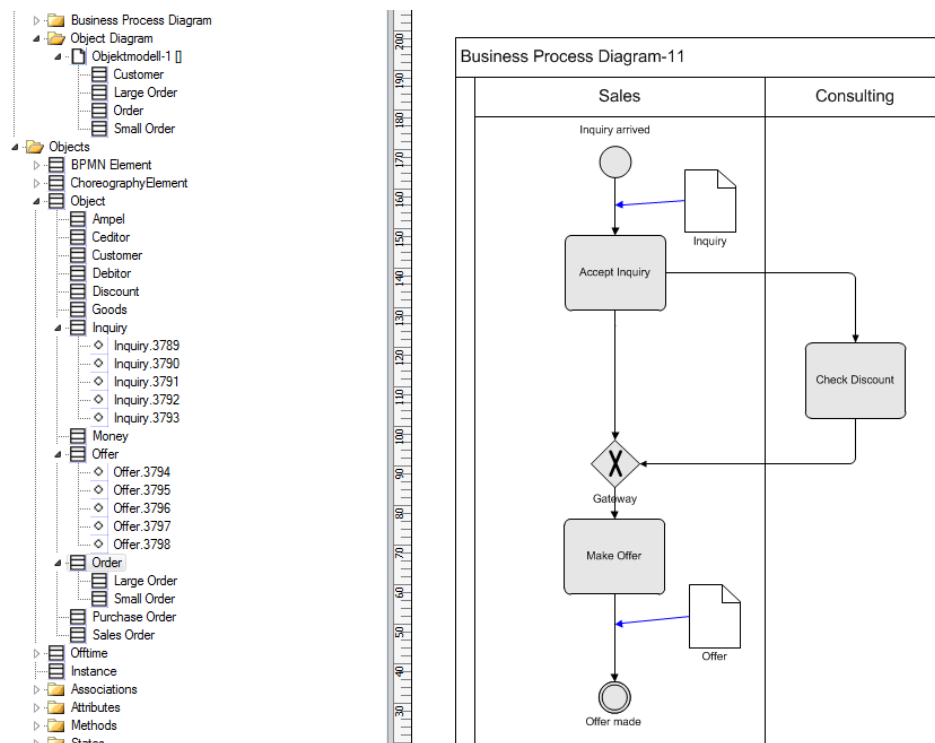 Business Process Diagram
Object Diagram
Objektmodell-1 []
Customer
Large Order
Order
Small Order
Objects
BPMN Element
ChoreographyElement
Object
Ampel
Ceditor
Customer
Debitor
Discount
Goods
Inquiry
Inquiry.3789
Inquiry.3790
Inquiry.3791
Inquiry.3792
Inquiry.3793
Money
Offer
Offer.3794
Offer.3795
Offer.3796
Offer.3797
Offer.3798
Order
Large Order
Small Order
Purchase Order
Sales Order
Offtime
Instance
Associations
Attributes
Methods
States
200
190
180
170
160
150
140
130
120
110
100
90
80
70
60
50
40
30
Business Process Diagram-11
Sales
Consulting
Inquiry arrived
Inquiry
Accept Inquiry
Check Discount
X
Gateway
Make Offer
Offer
Offer made